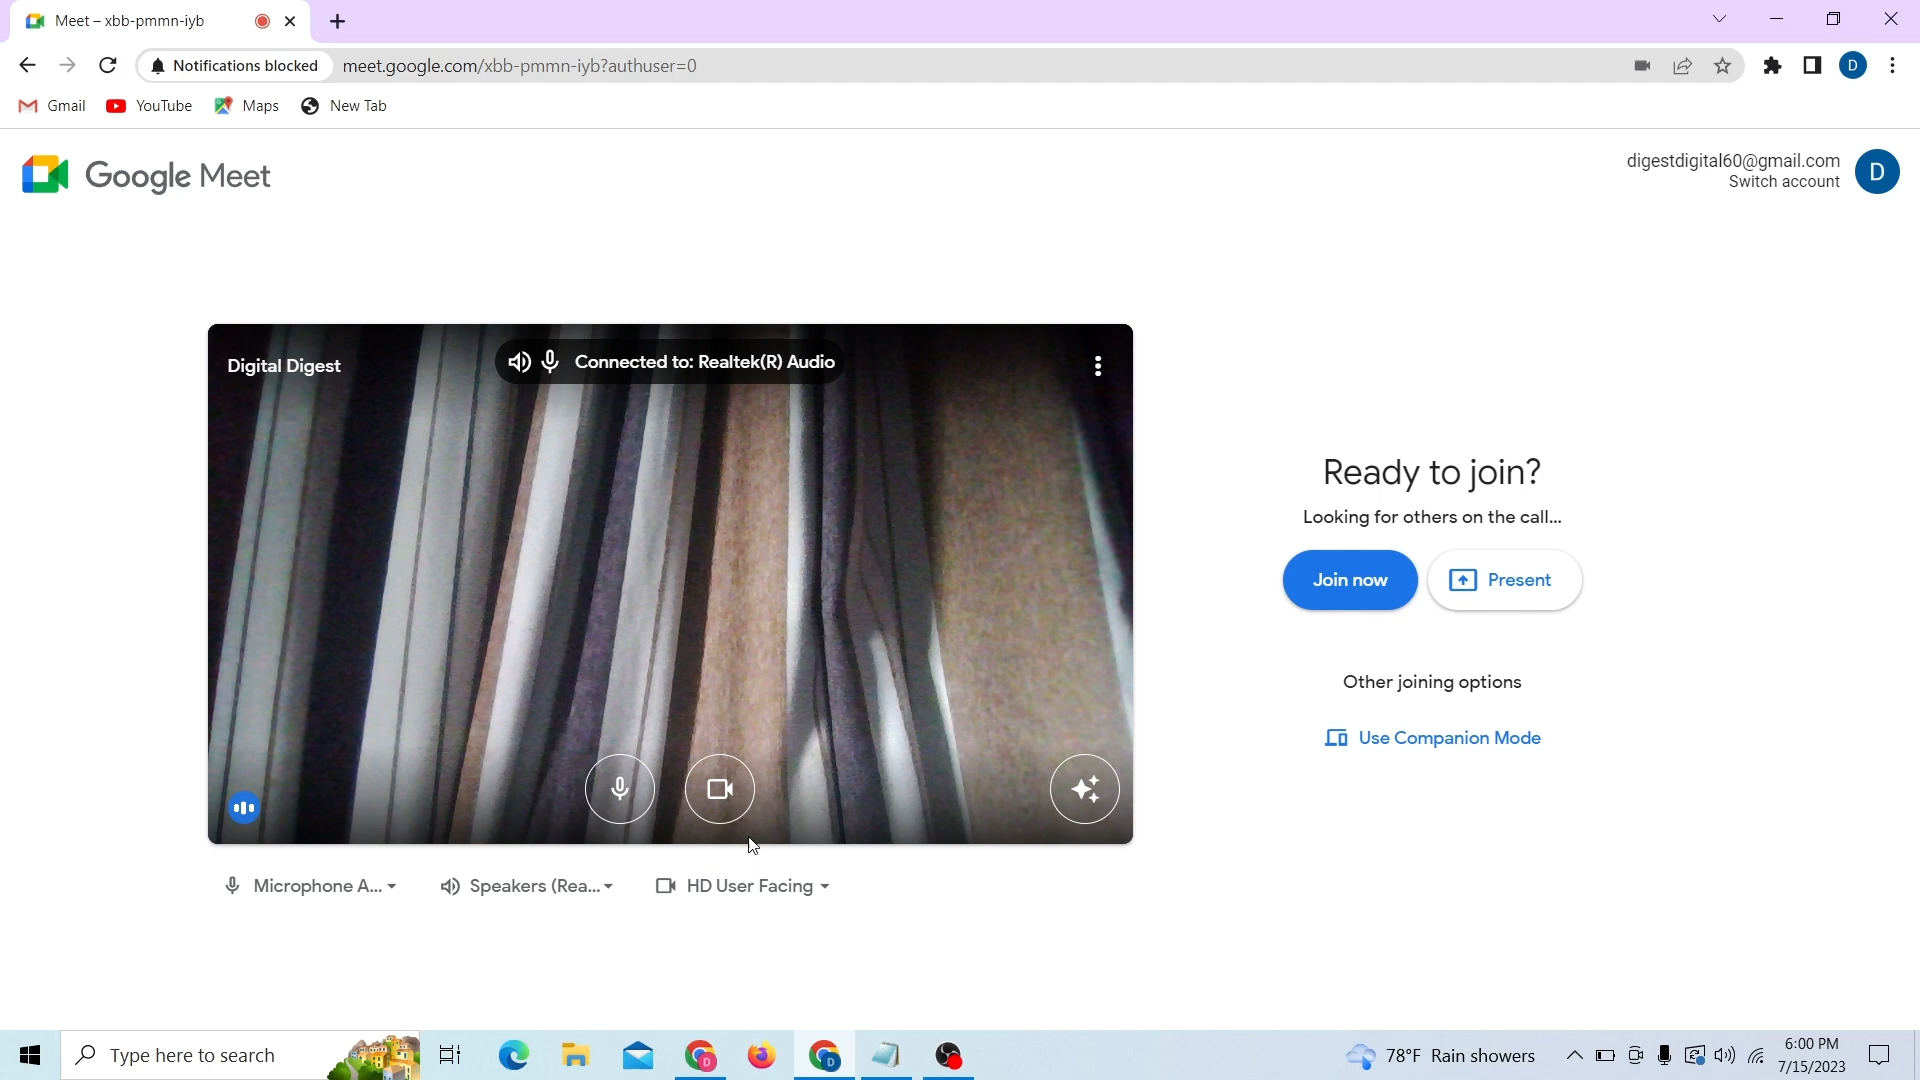 Meet – xbb-pmmn-iyb
Notifications blocked
meet.google.com/xbb-pmmn-iyb?authuser=0
D
Gmail
YouTube
Maps
New Tab
Google Meet
digestdigital60@gmail.com
Switch account
D
Digital Digest
Connected to: Realtek(R) Audio
Ready to join?
Looking for others on the call...
Join now
Present
Other joining options
Use Companion Mode
Microphone A...
Speakers (Rea...
HD User Facing
Type here to search
D
D
78°F Rain showers
6:00 PM
7/15/2023